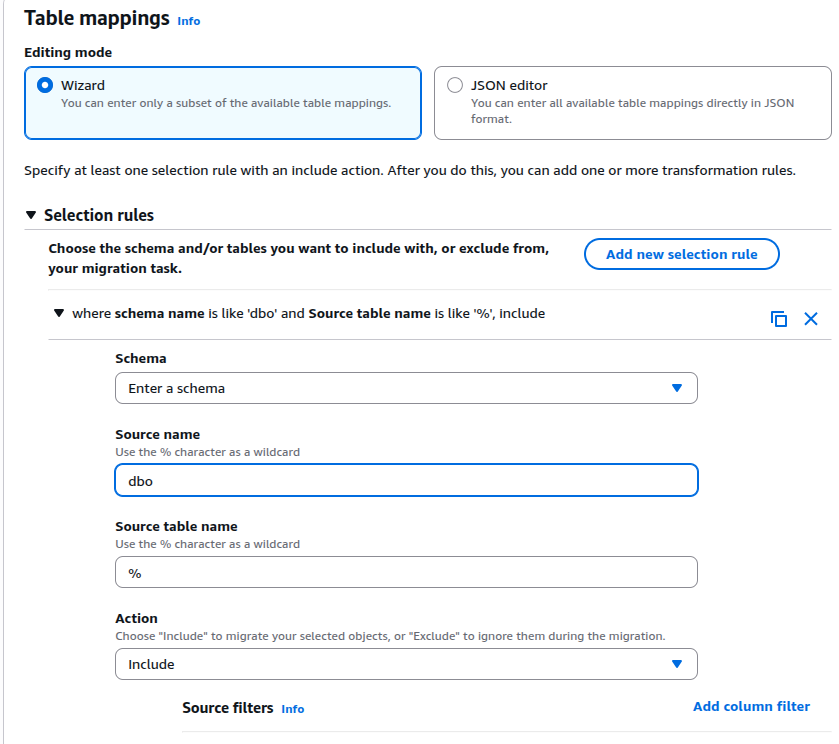 Table mappings Info
Editing mode
Wizard
You can enter only a subset of the available table mappings.
JSON editor
You can enter all available table mappings directly in JSON
format.
Specify at least one selection rule with an include action. After you do this, you can add one or more transformation rules.
Selection rules
Choose the schema and/or tables you want to include with, or exclude from,
your migration task.
Add new selection rule
where schema name is like 'dbo' and Source table name is like '%', include
Schema
Enter a schema
Source name
Use the % character as a wildcard
dbo
Source table name
Use the % character as a wildcard
%
Action
Choose "Include" to migrate your selected objects, or "Exclude" to ignore them during the migration.
Include
Source filters Info
Add column filter